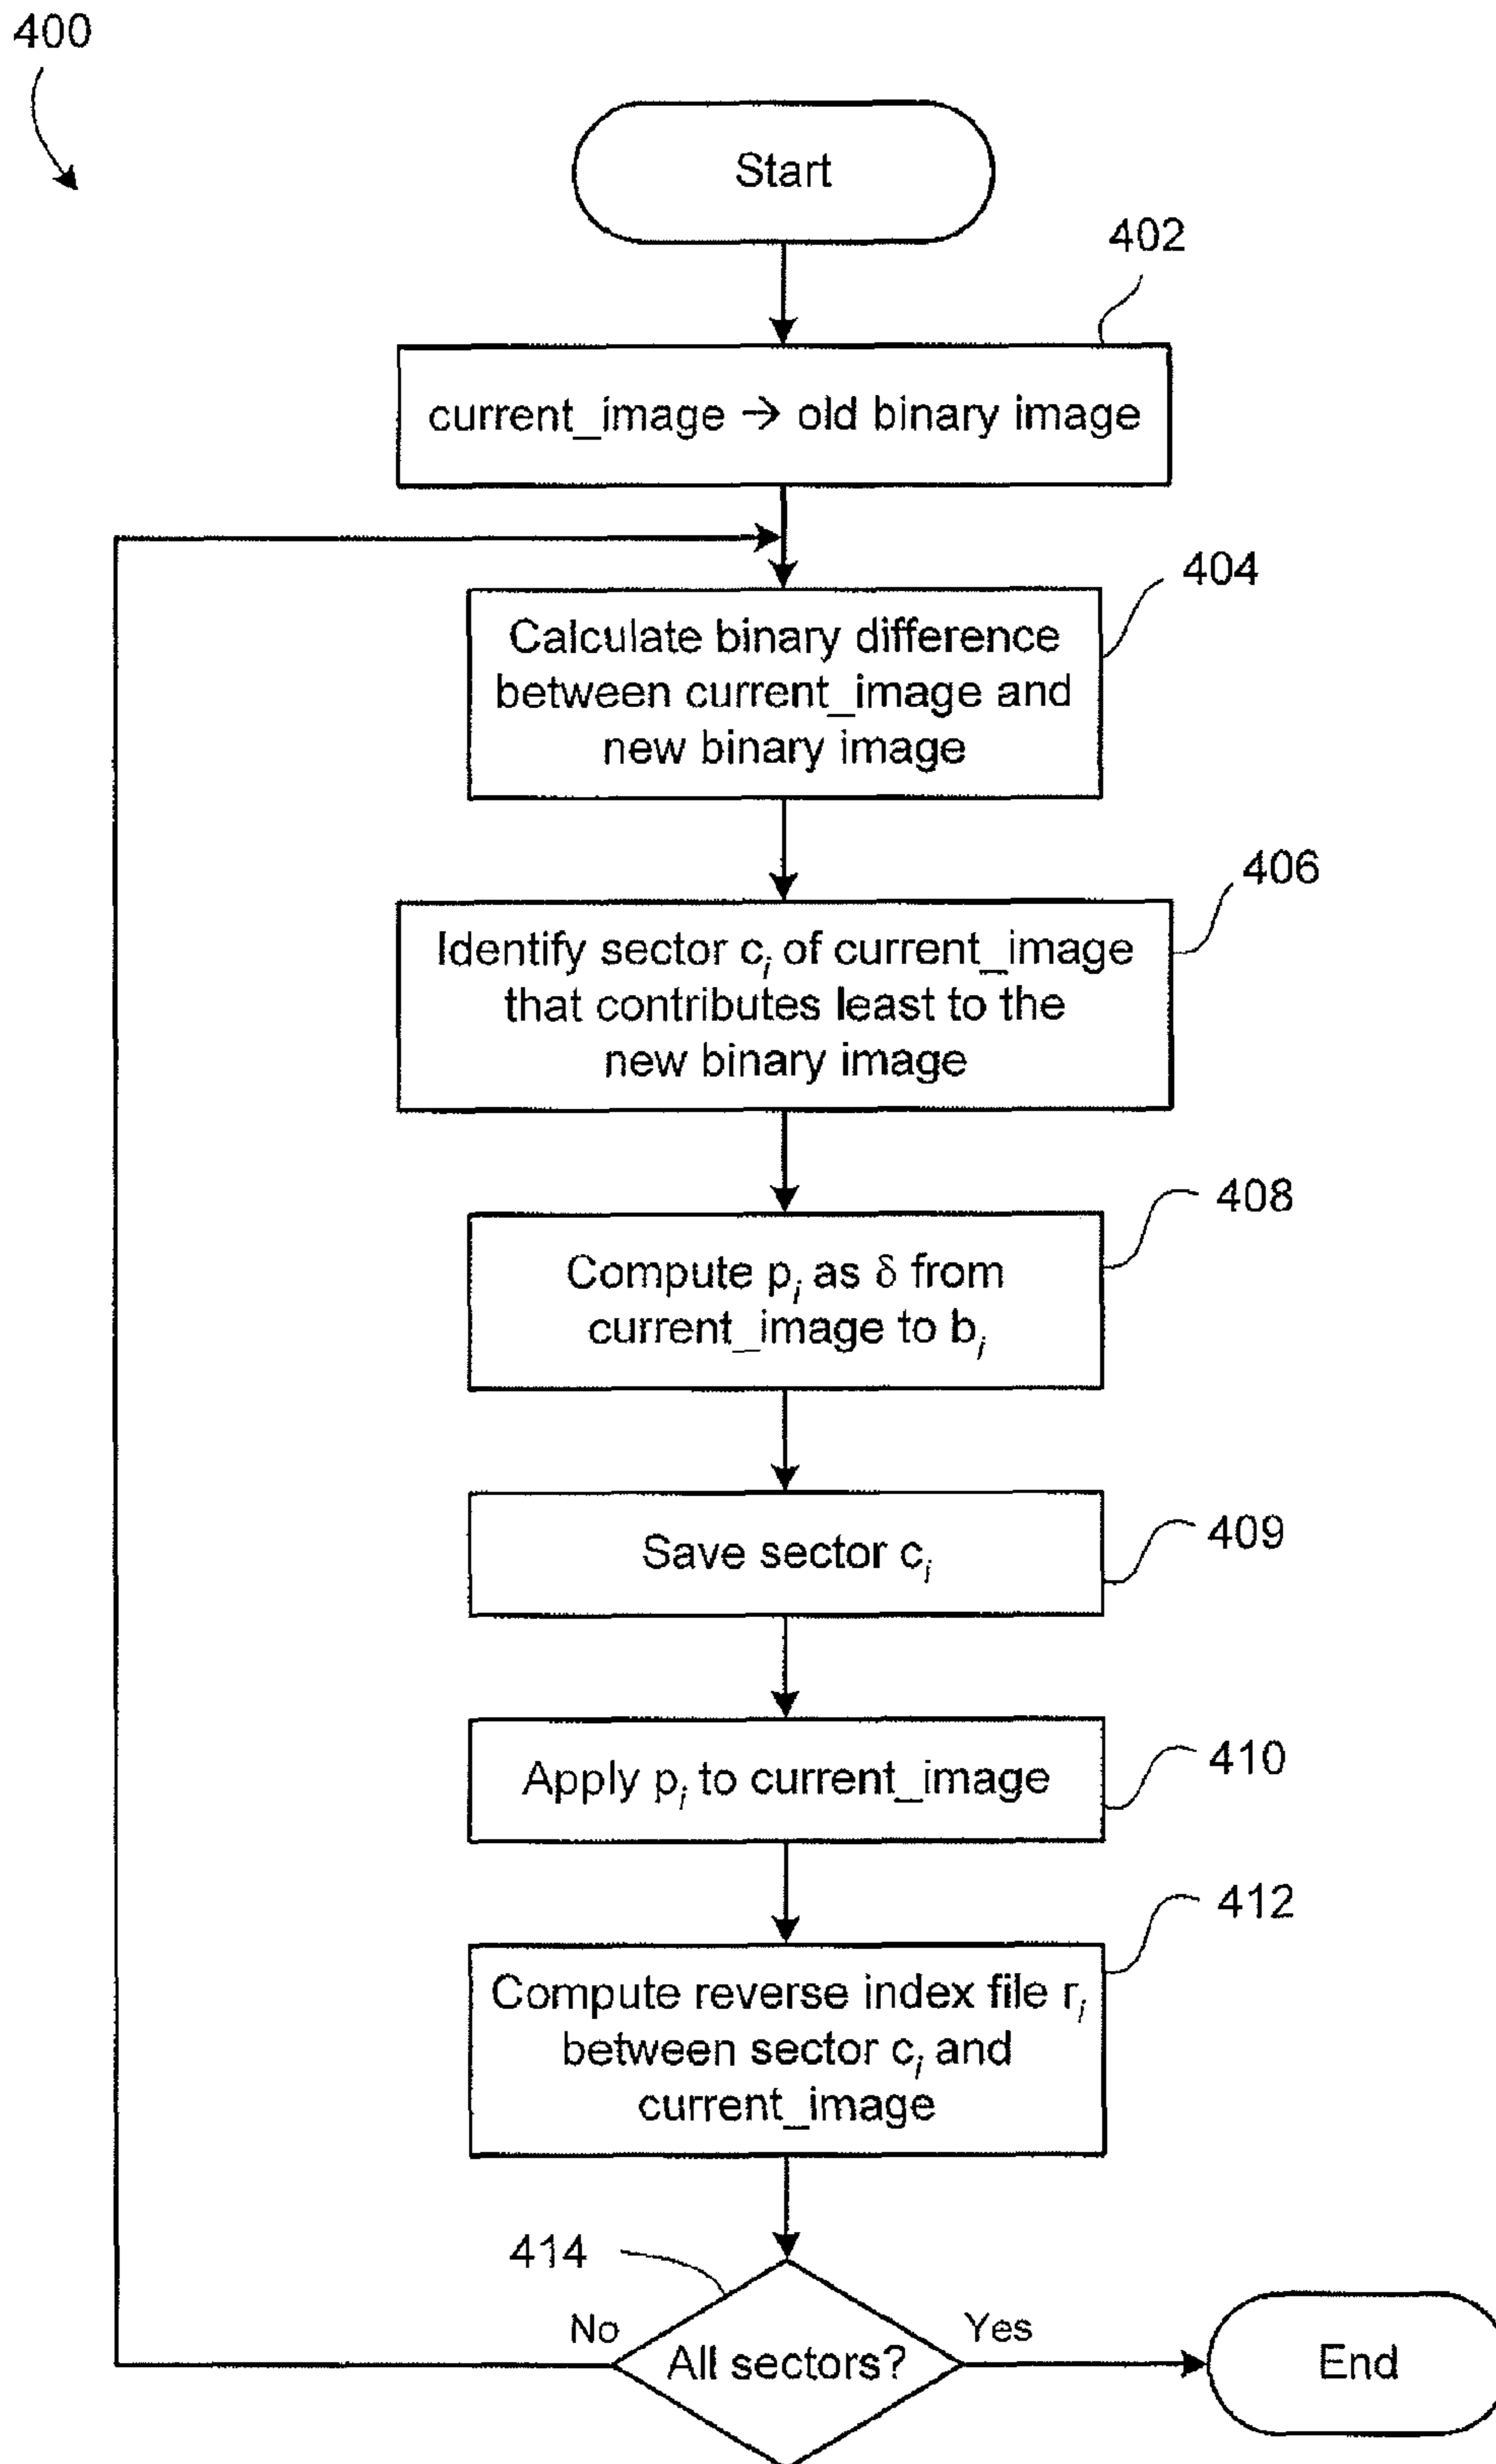 400
Start
402
current_image → old binary image
404
Calculate binary difference
between current_image and
new binary image
406
Identify sector cᵢ of current_image
that contributes least to the
new binary image
408
Compute pᵢ as δ from
current_image to bᵢ
Save sector cᵢ
409
Apply pᵢ to current_image
410
412
Compute reverse index file rᵢ
between sector cᵢ and
current_image
414
No
Yes
All sectors?
End